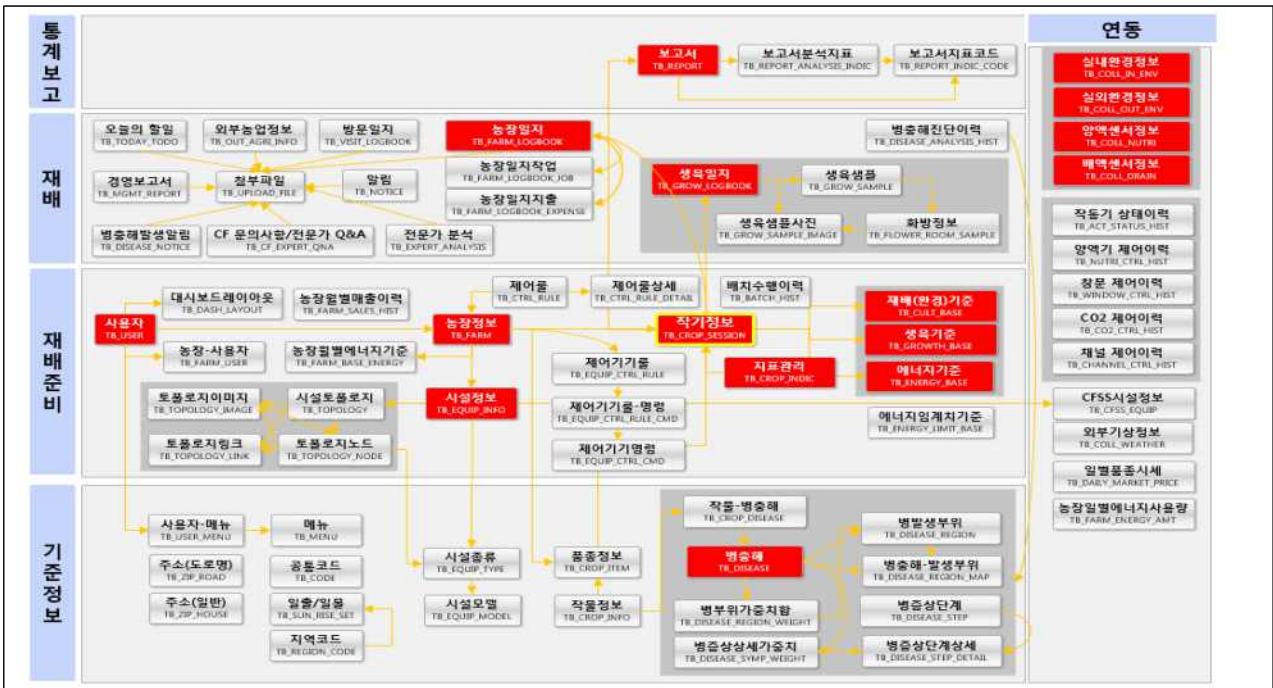 통계보고
보고서
TB_REPORT
보고서분석지표
TB_REPORT_ANALYSIS_INDIC
보고서지표코드
TB_REPORT_INDIC_CODE
재배
오늘의 할일
TB_TODAY_TODO
외부농업정보
TB_OUT_AGRI_INFO
방문일지
TB_VISIT_LOGBOOK
농장일지
TB_FARM_LOGBOOK
병충해진단이력
TB_DISEASE_ANALYSIS_HIST
경영보고서
TB_MGMT_REPORT
첨부파일
TB_UPLOAD_FILE
알림
TB_NOTICE
농장일지작업
TB_FARM_LOGBOOK_JOB
농장일지지출
TB_FARM_LOGBOOK_EXPENSE
생육일지
TB_GROW_LOGBOOK
생육샘플
TB_GROW_SAMPLE
생육샘플사진
TB_GROW_SAMPLE_IMAGE
화방정보
TB_FLOWER_ROOM_SAMPLE
병충해발생알림
TB_DISEASE_NOTICE
CF 문의사항/전문가 Q&A
TB_CF_EXPERT_QNA
전문가 분석
TB_EXPERT_ANALYSIS
재배준비
대시보드레이아웃
TB_DASH_LAYOUT
농장월별매출이력
TB_FARM_SALES_HIST
제어룰
TB_CTRL_RULE
제어룰상세
TB_CTRL_RULE_DETAIL
배치수행이력
TB_BATCH_HIST
사용자
TB_USER
농장정보
TB_FARM
작기정보
TB_CROP_SESSION
재배(환경)기준
TB_CULT_BASE
생육기준
TB_GROWTH_BASE
에너지기준
TB_ENERGY_BASE
농장-사용자
TB_FARM_USER
농장월별에너지기준
TB_FARM_BASE_ENERGY
제어기기룰
TB_EQUIP_CTRL_RULE
지표관리
TB_CROP_INDIC
토폴로지이미지
TB_TOPOLOGY_IMAGE
시설토폴로지
TB_TOPOLOGY
시설정보
TB_EQUIP_INFO
제어기기룰-명령
TB_EQUIP_CTRL_RULE_CMD
에너지임계치기준
TB_ENERGY_LIMIT_BASE
토폴로지링크
TB_TOPOLOGY_LINK
토폴로지노드
TB_TOPOLOGY_NODE
제어기기명령
TB_EQUIP_CTRL_CMD
기준정보
사용자-메뉴
TB_USER_MENU
메뉴
TB_MENU
주소(도로명)
TB_ZIP_ROAD
공통코드
TB_CODE
주소(일반)
TB_ZIP_HOUSE
일출/일몰
TB_SUN_RISE_SET
지역코드
TB_REGION_CODE
시설종류
TB_EQUIP_TYPE
시설모델
TB_EQUIP_MODEL
품종정보
TB_CROP_ITEM
작물정보
TB_CROP_INFO
작물-병충해
TB_CROP_DISEASE
병충해
TB_DISEASE
병부위가중치합
TB_DISEASE_REGION_WEIGHT
병증상상세가중치
TB_DISEASE_SYMP_WEIGHT
병발생부위
TB_DISEASE_REGION
병충해-발생부위
TB_DISEASE_REGION_MAP
병증상단계
TB_DISEASE_STEP
병증상단계상세
TB_DISEASE_STEP_DETAIL
연동
실내환경정보
TB_COLL_IN_ENV
실외환경정보
TB_COLL_OUT_ENV
양액센서정보
TB_COLL_NUTRI
배액센서정보
TB_COLL_DRAIN
작동기 상태이력
TB_ACT_STATUS_HIST
양액기 제어이력
TB_NUTRI_CTRL_HIST
창문 제어이력
TB_WINDOW_CTRL_HIST
CO2 제어이력
TB_CO2_CTRL_HIST
채널 제어이력
TB_CHANNEL_CTRL_HIST
CFSS시설정보
TB_CFSS_EQUIP
외부기상정보
TB_COLL_WEATHER
일별품종시세
TB_DAILY_MARKET_PRICE
농장일별에너지사용량
TB_FARM_ENERGY_AMT